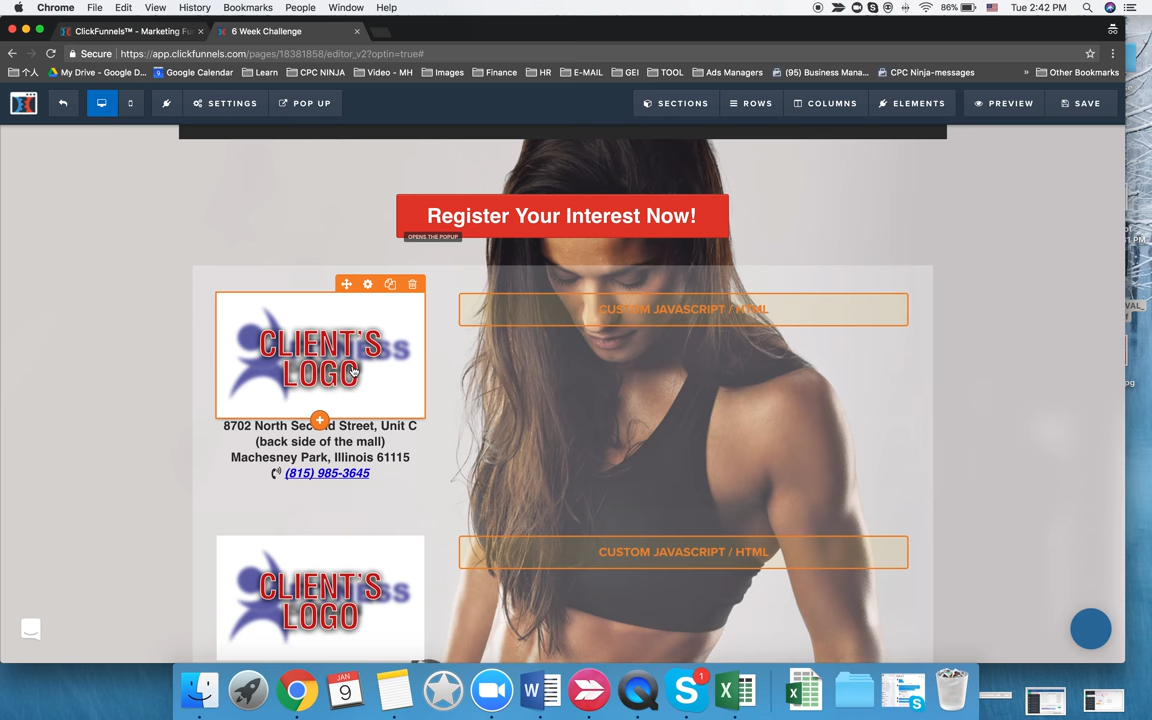 Chrome File Edit View History Bookmarks People Window Help 86% Tue 2:42 PM
ClickFunnels™ - Marketing Fu 6 Week Challenge
Secure https://app.clickfunnels.com/pages/18381858/editor_v2?optin=true#
个人 My Drive - Google D... 9 Google Calendar Learn CPC NINJA Video - MH Images Finance HR E-MAIL GEI TOOL Ads Managers (95) Business Mana... CPC Ninja-messages » Other Bookmarks
SETTINGS POP UP SECTIONS ROWS COLUMNS ELEMENTS PREVIEW SAVE
Register Your Interest Now!
OPENS THE POPUP
CUSTOM JAVASCRIPT / HTML
CLIENT'S
LOGO
8702 North Second Street, Unit C
(back side of the mall)
Machesney Park, Illinois 61115
(815) 985-3645
CUSTOM JAVASCRIPT / HTML
CLIENT'S
LOGO
JAN
9
1